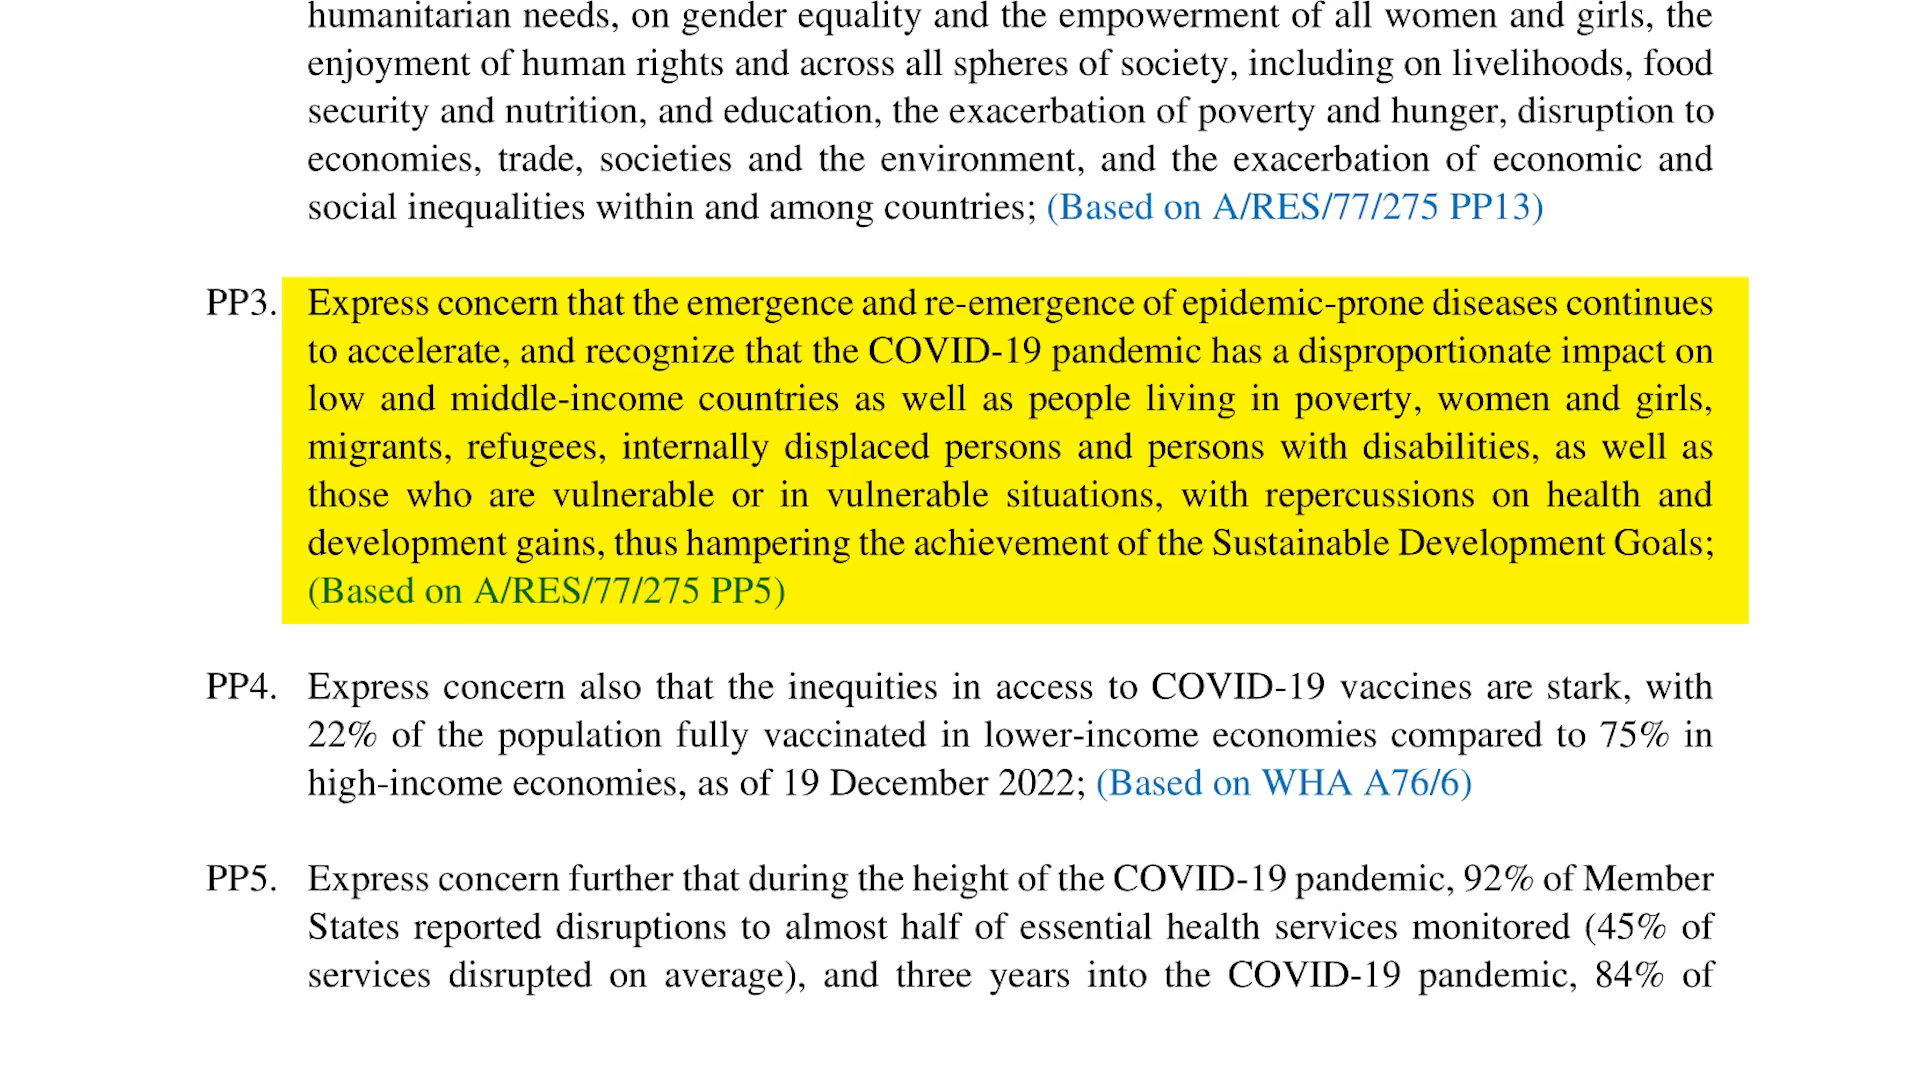 humanitarian needs, on gender equality and the empowerment of all women and girls, the
enjoyment of human rights and across all spheres of society, including on livelihoods, food
security and nutrition, and education, the exacerbation of poverty and hunger, disruption to
economies, trade, societies and the environment, and the exacerbation of economic and
social inequalities within and among countries; (Based on A/RES/77/275 PP13)
PP3. Express concern that the emergence and re-emergence of epidemic-prone diseases continues
to accelerate, and recognize that the COVID-19 pandemic has a disproportionate impact on
low and middle-income countries as well as people living in poverty, women and girls,
migrants, refugees, internally displaced persons and persons with disabilities, as well as
those who are vulnerable or in vulnerable situations, with repercussions on health and
development gains, thus hampering the achievement of the Sustainable Development Goals;
(Based on A/RES/77/275 PP5)
PP4. Express concern also that the inequities in access to COVID-19 vaccines are stark, with
22% of the population fully vaccinated in lower-income economies compared to 75% in
high-income economies, as of 19 December 2022; (Based on WHA A76/6)
PP5. Express concern further that during the height of the COVID-19 pandemic, 92% of Member
States reported disruptions to almost half of essential health services monitored (45% of
services disrupted on average), and three years into the COVID-19 pandemic, 84% of